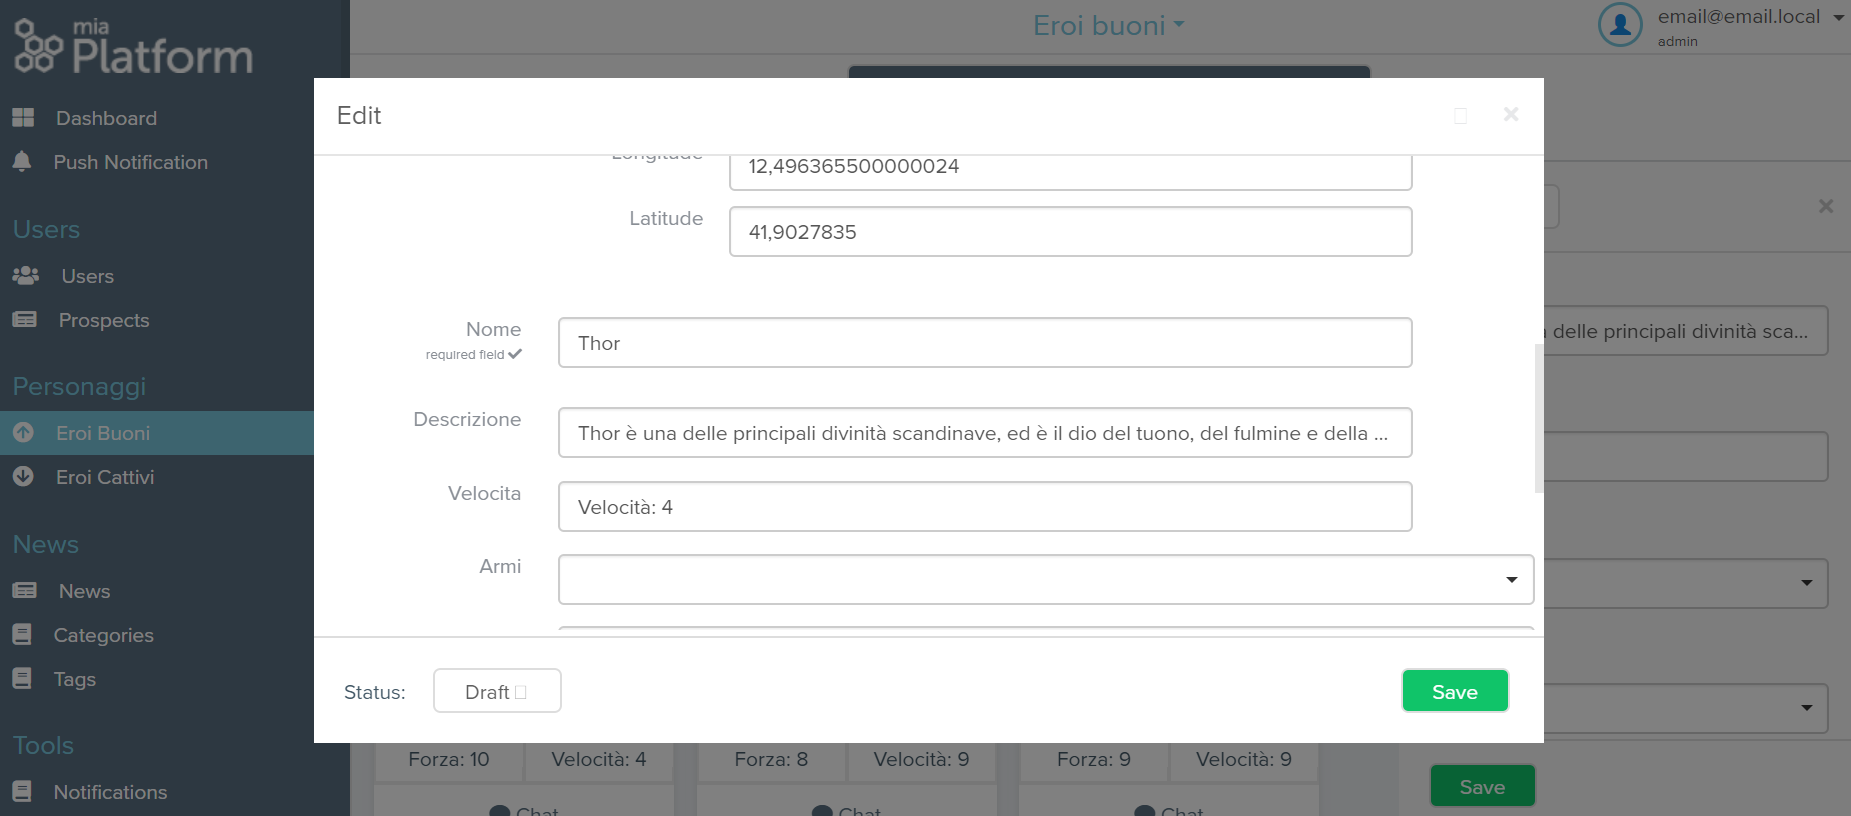 mia
Platform
Eroi buoni
email@email.local
admin
Dashboard
Push Notification
Users
Users
Prospects
Personaggi
Eroi Buoni
Eroi Cattivi
News
News
Categories
Tags
Tools
Notifications
Edit
Longitude
12,496365500000024
Latitude
41,9027835
Nome
required field
Thor
Descrizione
Thor è una delle principali divinità scandinave, ed è il dio del tuono, del fulmine e della ...
Velocita
Velocità: 4
Armi
Status:
Draft
Save
delle principali divinità sca...
Forza: 10
Velocità: 4
Forza: 8
Velocità: 9
Forza: 9
Velocità: 9
Chat
Chat
Chat
Save